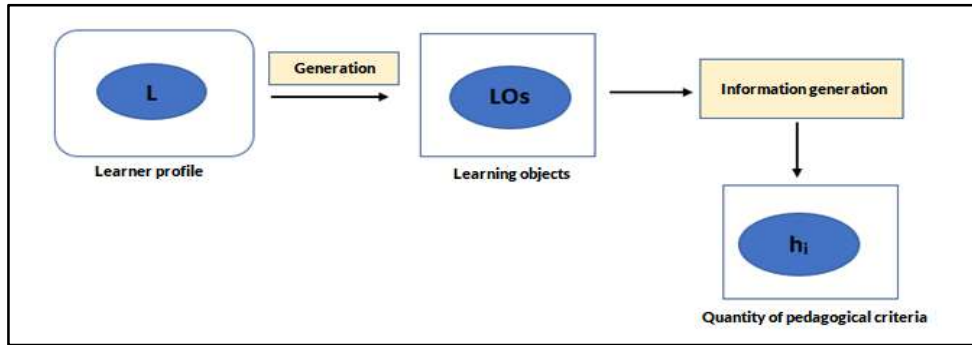 L
Learner profile
Generation
LOs
Learning objects
Information generation
hᵢ
Quantity of pedagogical criteria